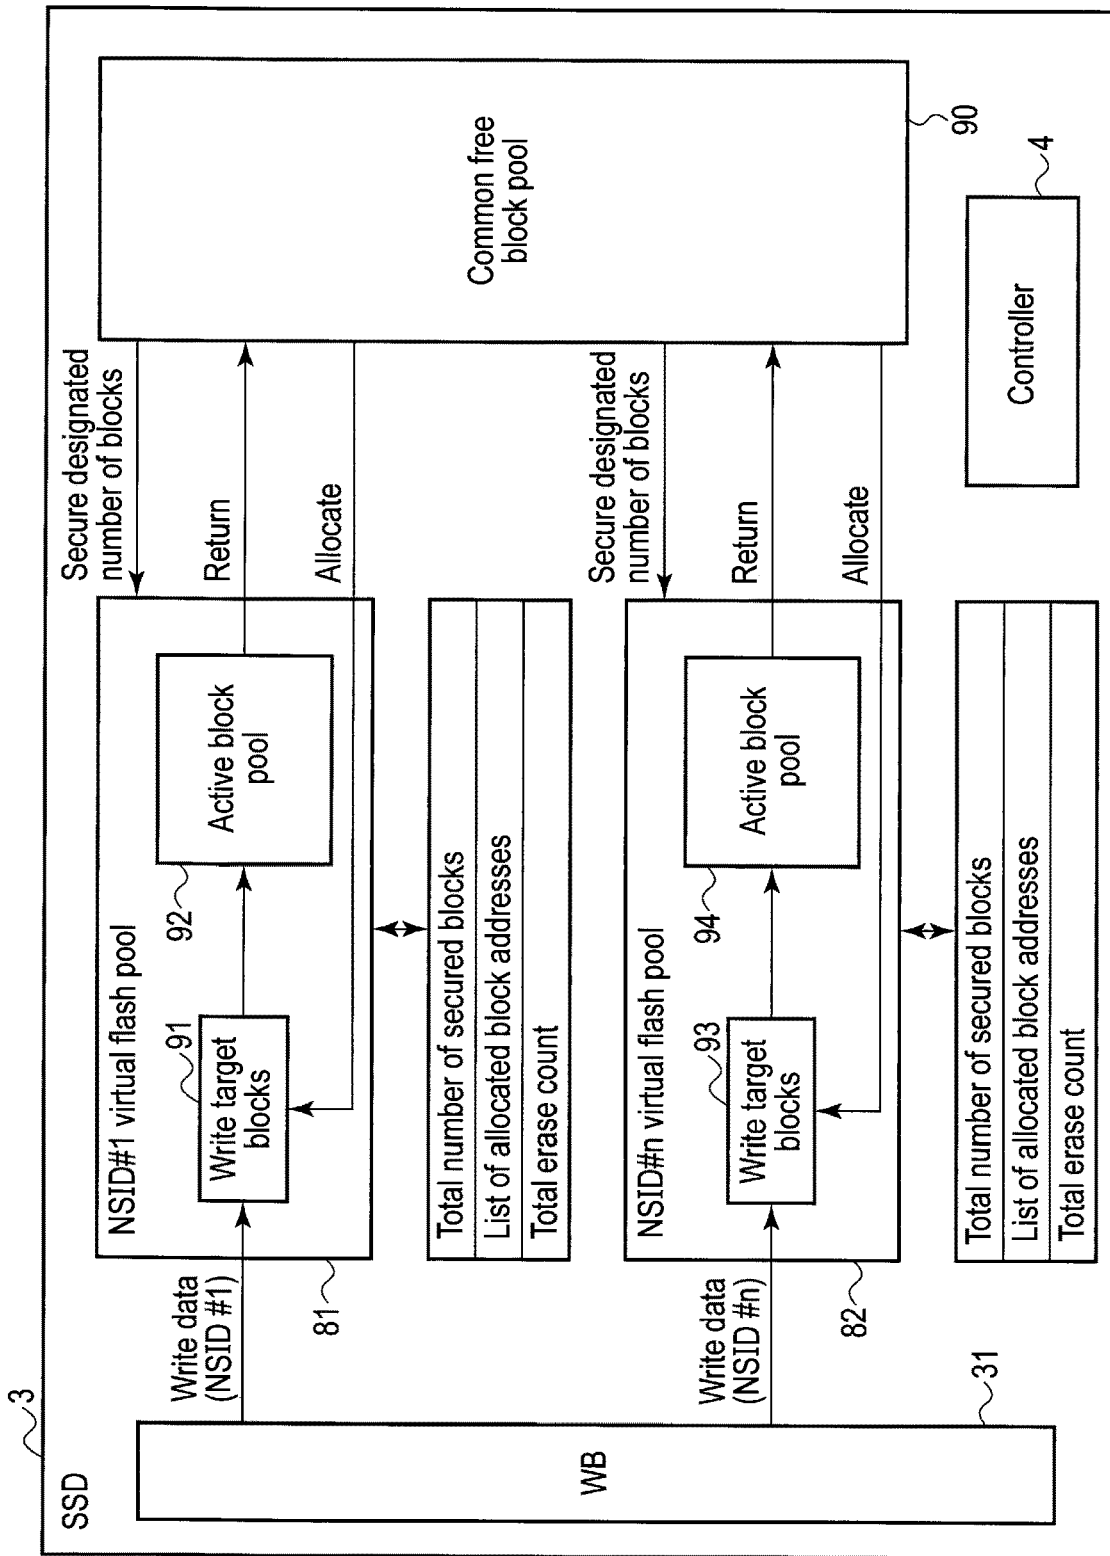 SSD
3
WB
31
Write data
(NSID #1)
81
NSID#1 virtual flash pool
Write target
blocks
91
Active block
pool
92
Secure designated
number of blocks
Return
Allocate
Total number of secured blocks
List of allocated block addresses
Total erase count
Write data
(NSID #n)
82
NSID#n virtual flash pool
Write target
blocks
93
Active block
pool
94
Secure designated
number of blocks
Return
Allocate
Total number of secured blocks
List of allocated block addresses
Total erase count
Common free
block pool
90
Controller
4